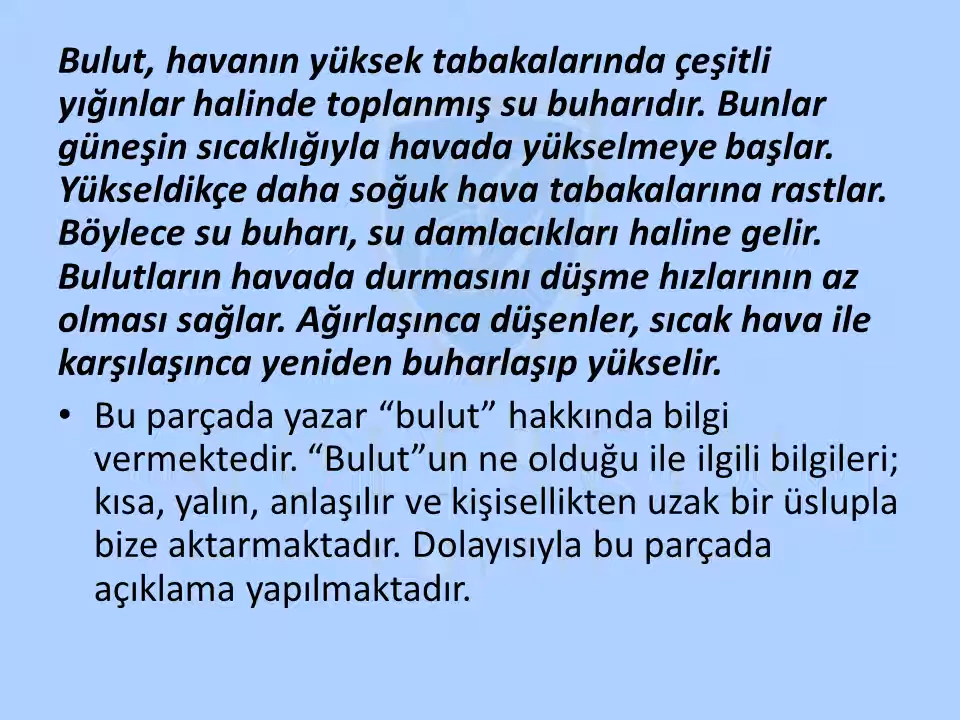 Bulut, havanın yüksek tabakalarında çeşitli
yığınlar halinde toplanmış su buharıdır. Bunlar
güneşin sıcaklığıyla havada yükselmeye başlar.
Yükseldikçe daha soğuk hava tabakalarına rastlar.
Böylece su buharı, su damlacıkları haline gelir.
Bulutların havada durmasını düşme hızlarının az
olması sağlar. Ağırlaşınca düşenler, sıcak hava ile
karşılaşınca yeniden buharlaşıp yükselir.
• Bu parçada yazar “bulut” hakkında bilgi
vermektedir. “Bulut”un ne olduğu ile ilgili bilgileri;
kısa, yalın, anlaşılır ve kişisellikten uzak bir üslupla
bize aktarmaktadır. Dolayısıyla bu parçada
açıklama yapılmaktadır.